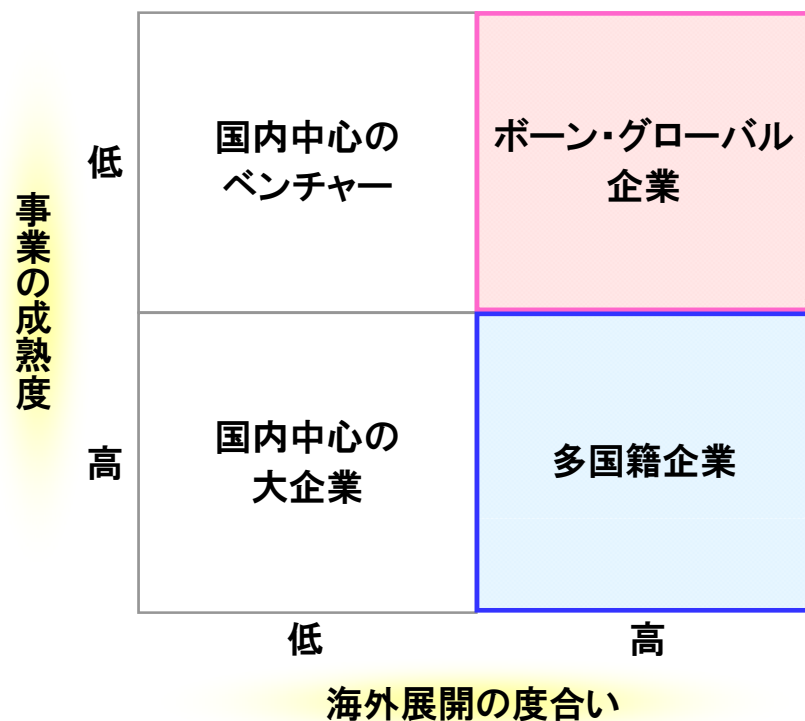 事業の成熟度
低
国内中心の
ベンチャー
ボーン・グローバル
企業
高
国内中心の
大企業
多国籍企業
低
高
海外展開の度合い